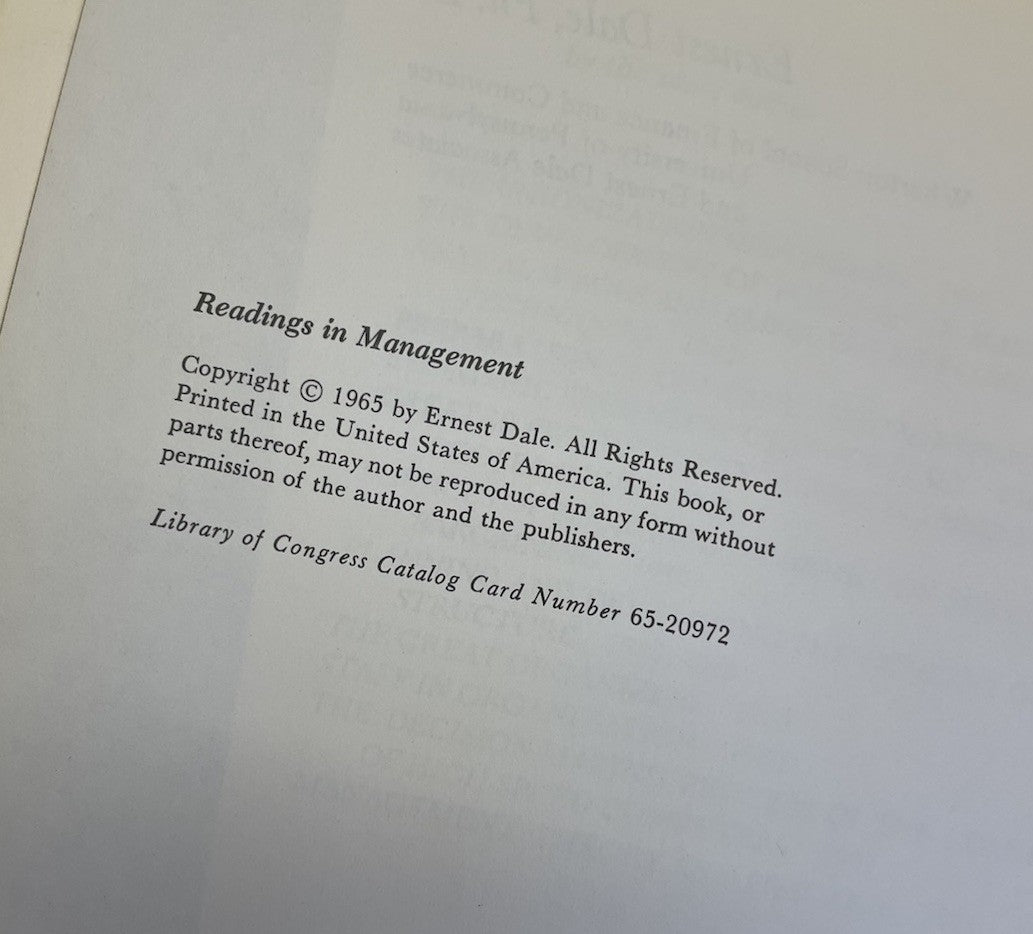 Readings in Management
Copyright © 1965 by Ernest Dale. All Rights Reserved.
Printed in the United States of America. This book, or
parts thereof, may not be reproduced in any form without
permission of the author and the publishers.
Library of Congress Catalog Card Number 65-20972